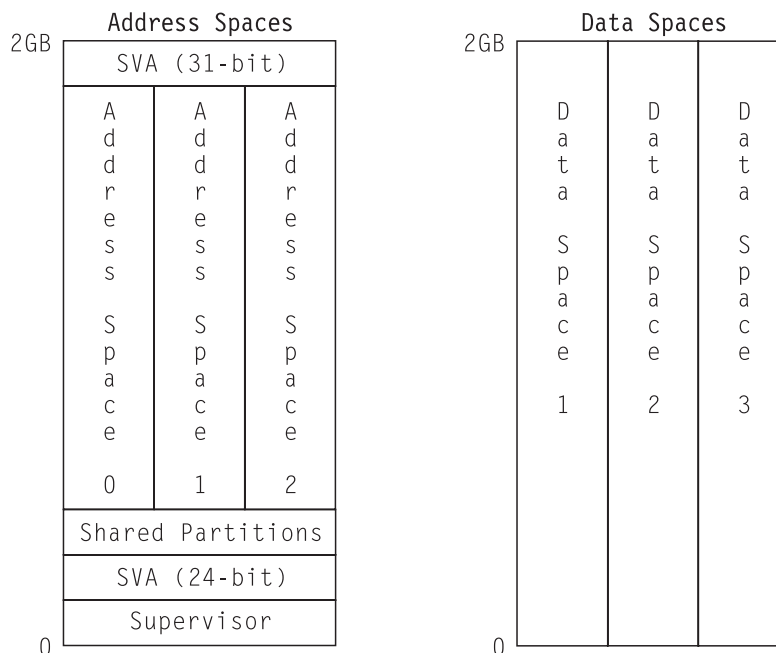 Address Spaces
2GB
SVA (31-bit)
Address Space 0
Address Space 1
Address Space 2
Shared Partitions
SVA (24-bit)
Supervisor
0
Data Spaces
2GB
Data Space 1
Data Space 2
Data Space 3
0